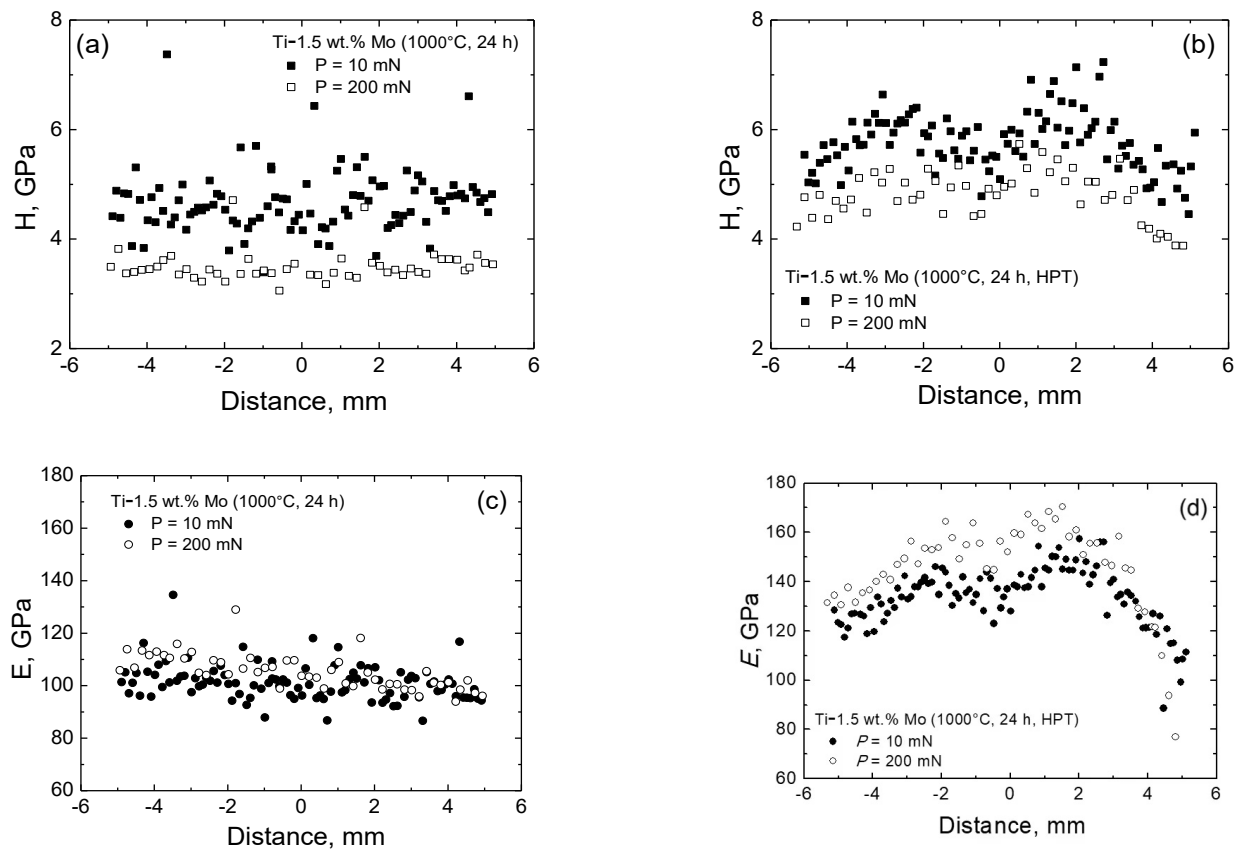 (a)
Ti-1.5 wt.% Mo (1000°C, 24 h)
P = 10 mN
P = 200 mN
H, GPa
8
6
4
2
-6 -4 -2 0 2 4 6
Distance, mm
(b)
Ti-1.5 wt.% Mo (1000°C, 24 h, HPT)
P = 10 mN
P = 200 mN
H, GPa
8
6
4
2
-6 -4 -2 0 2 4 6
Distance, mm
(c)
Ti-1.5 wt.% Mo (1000°C, 24 h)
P = 10 mN
P = 200 mN
E, GPa
180
160
140
120
100
80
60
-6 -4 -2 0 2 4 6
Distance, mm
(d)
Ti-1.5 wt.% Mo (1000°C, 24 h, HPT)
P = 10 mN
P = 200 mN
E, GPa
180
160
140
120
100
80
60
-6 -4 -2 0 2 4 6
Distance, mm